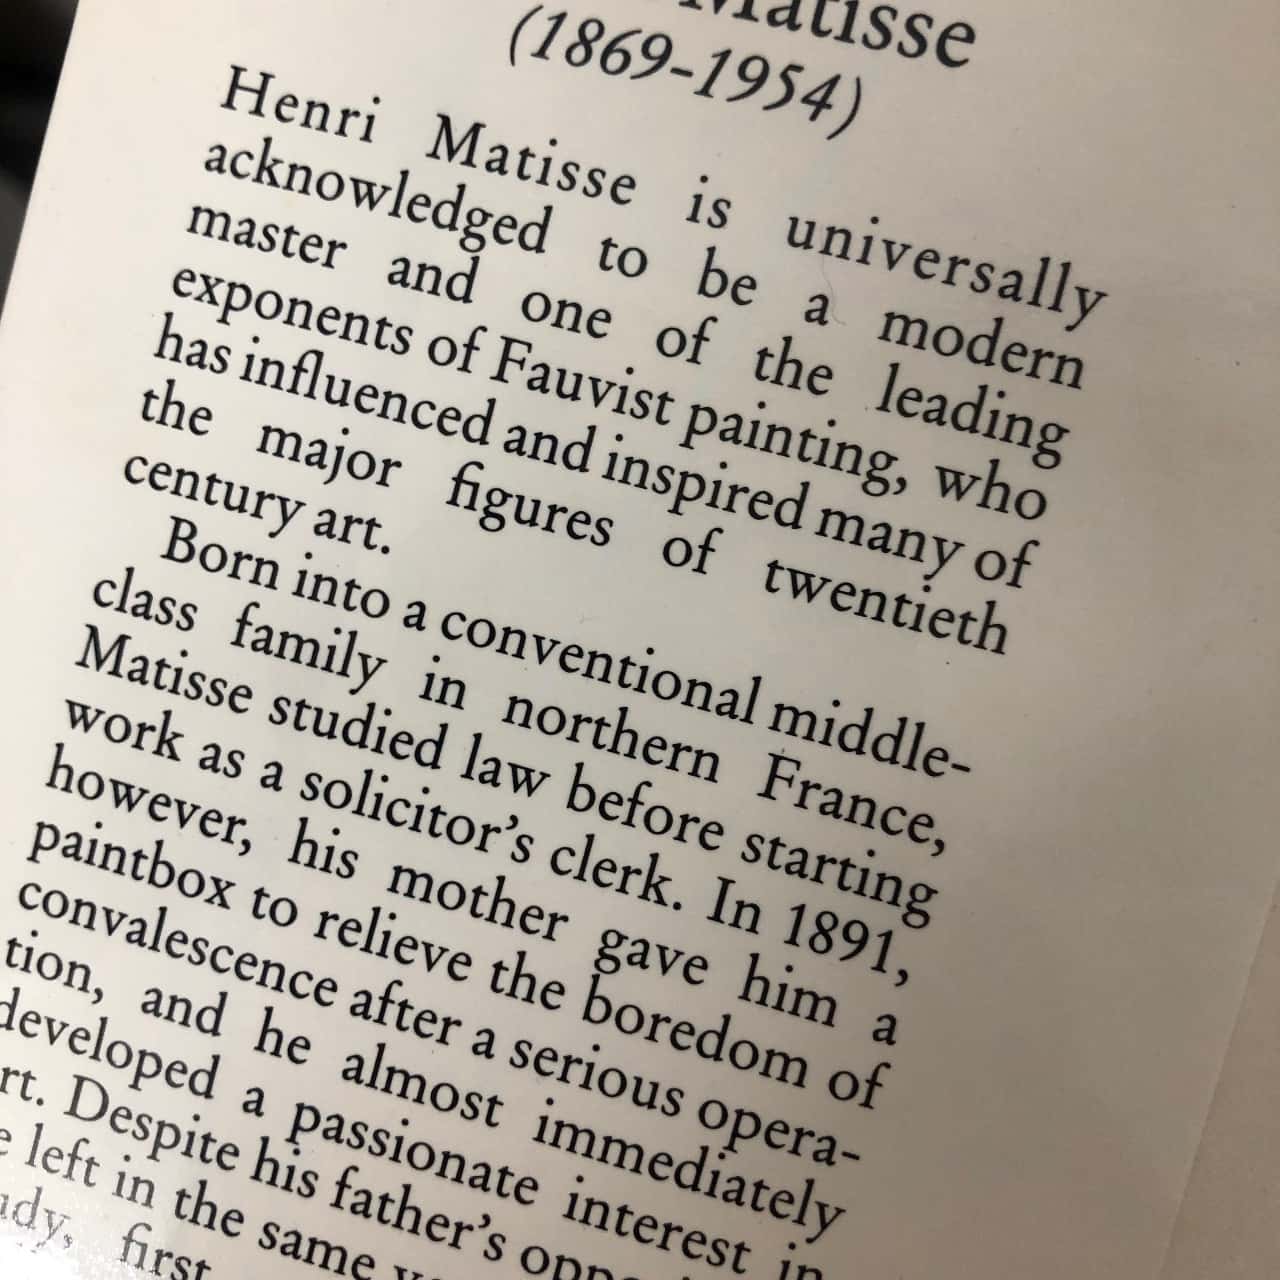 Matisse
(1869-1954)
Henri Matisse is universally
acknowledged to be a modern
master and one of the leading
exponents of Fauvist painting, who
has influenced and inspired many of
the major figures of twentieth
century art.
Born into a conventional middle-
class family in northern France,
Matisse studied law before starting
work as a solicitor's clerk. In 1891,
however, his mother gave him a
paintbox to relieve the boredom of
convalescence after a serious opera-
tion, and he almost immediately
developed a passionate interest in
rt. Despite his father's
left in the same
first